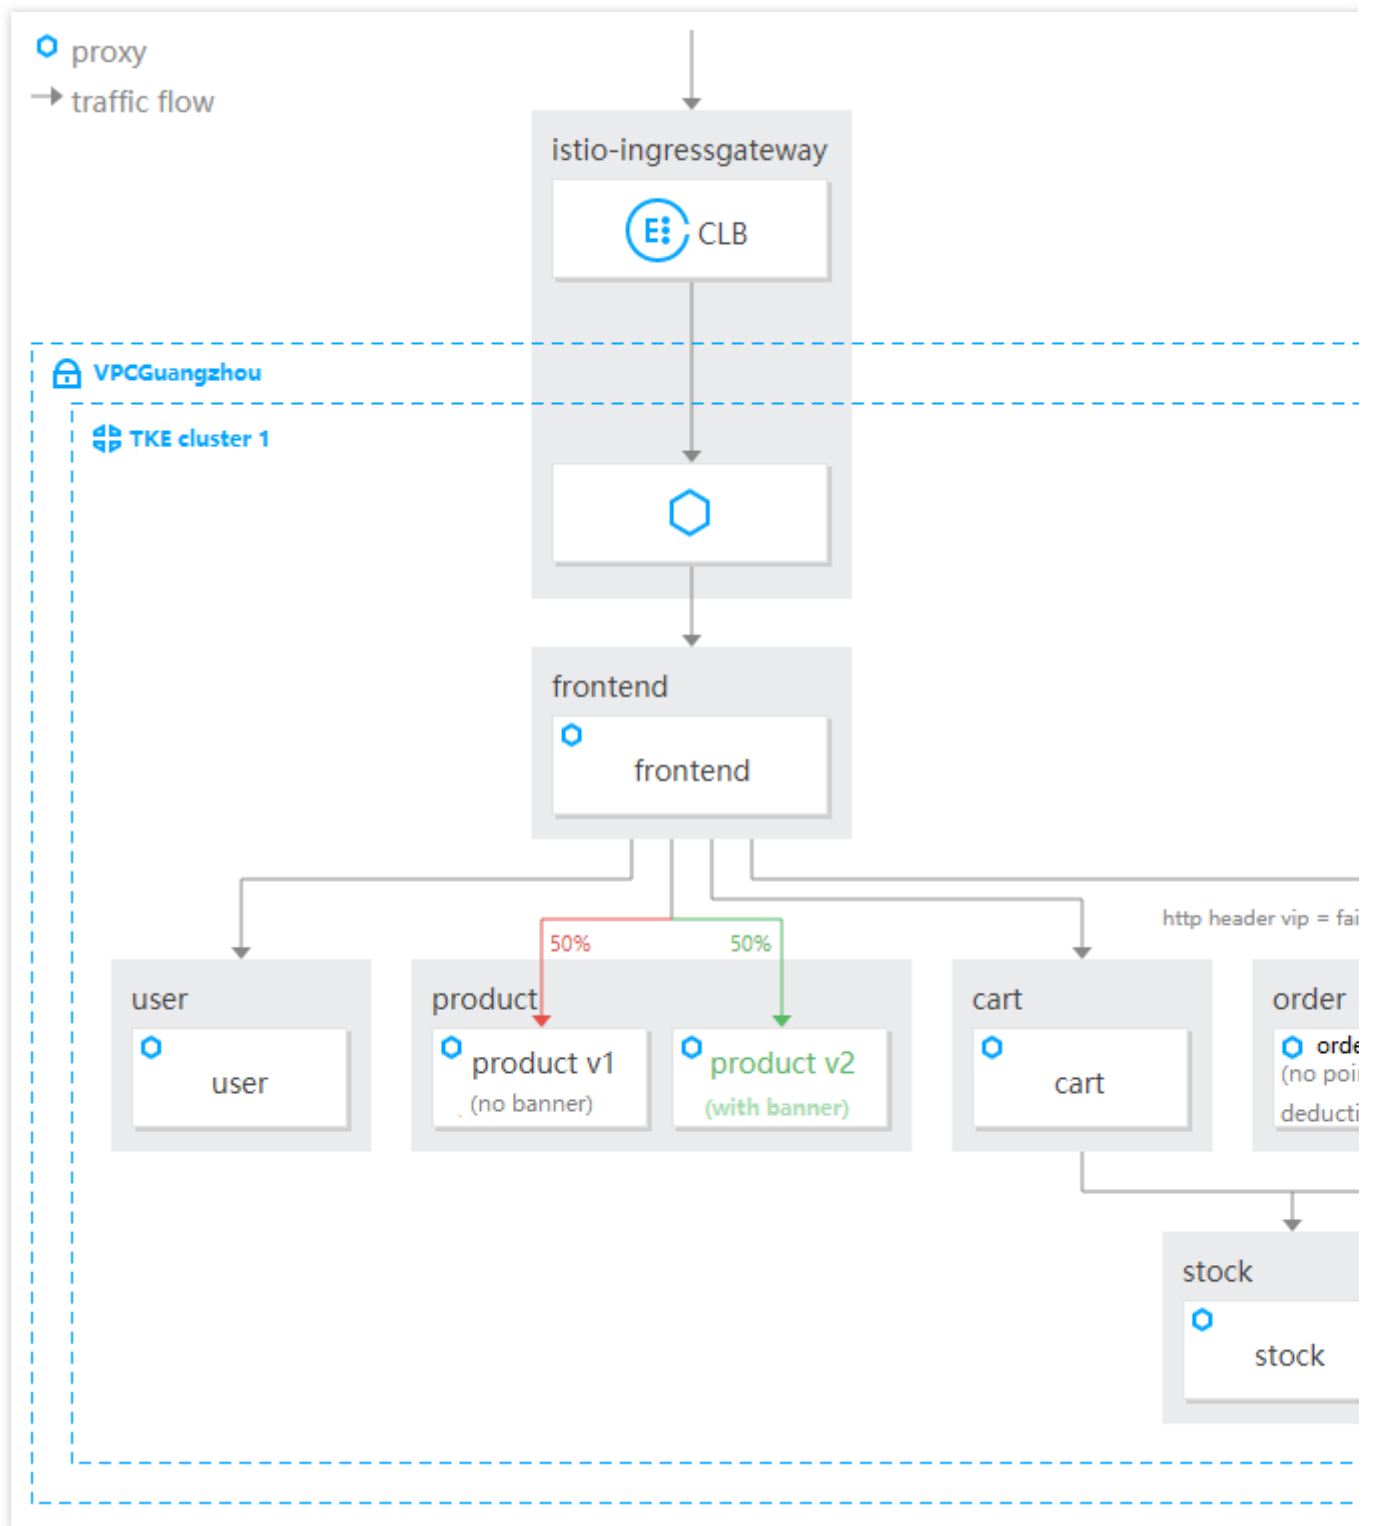 proxy
traffic flow
istio-ingressgateway
CLB
VPCGuangzhou
TKE cluster 1
frontend
frontend
http header vip =
50%
50%
user
product
cart
order
user
product v1
(no banner)
product v2
(with banner)
cart
(no
stock
stock